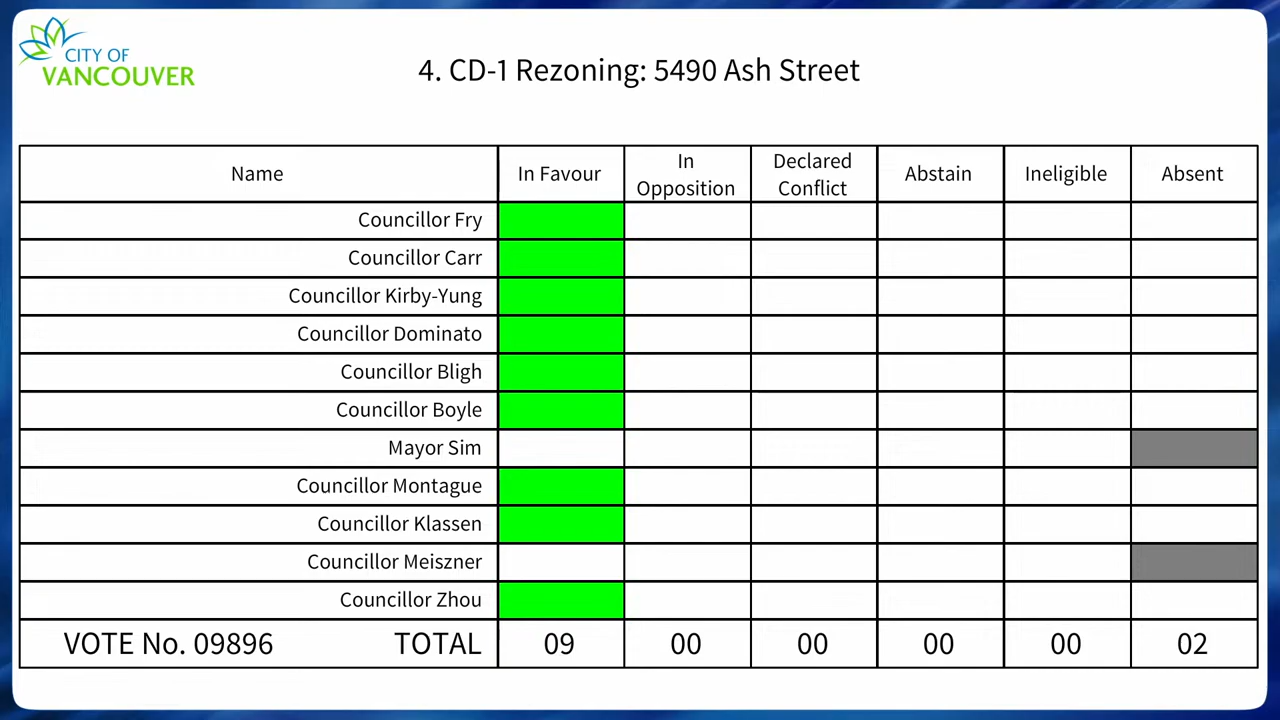 CITY OF
VANCOUVER
4. CD-1 Rezoning: 5490 Ash Street
Name In Favour In Opposition Declared Conflict Abstain Ineligible Absent
Councillor Fry
Councillor Carr
Councillor Kirby-Yung
Councillor Dominato
Councillor Bligh
Councillor Boyle
Mayor Sim
Councillor Montague
Councillor Klassen
Councillor Meiszner
Councillor Zhou
VOTE No. 09896 TOTAL 09 00 00 00 00 02